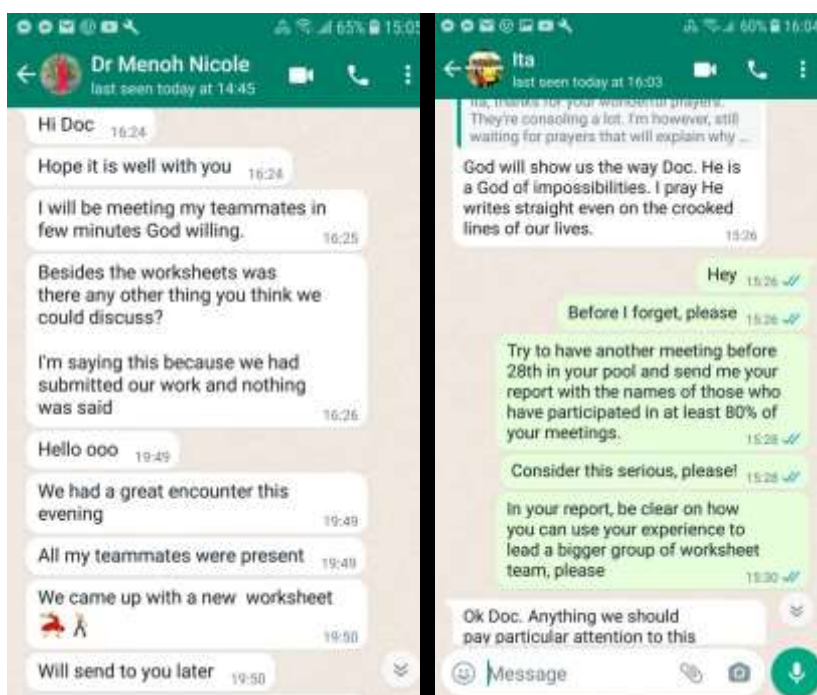 65% 15:05
Dr Menoh Nicole
last seen today at 14:45
Hi Doc 16:24
Hope it is well with you 16:24
I will be meeting my teammates in
few minutes God willing. 16:25
Besides the worksheets was
there any other thing you think we
could discuss?
I'm saying this because we had
submitted our work and nothing
was said 16:26
Hello ooo 19:49
We had a great encounter this
evening 19:49
All my teammates were present 19:49
We came up with a new worksheet
19:50
Will send to you later 19:50
60% 16:04
Ita
last seen today at 16:03
Ita, thanks for your wonderful prayers.
They're consoling a lot. I'm however, still
waiting for prayers that will explain why ...
God will show us the way Doc. He is
a God of impossibilities. I pray He
writes straight even on the crooked
lines of our lives. 15:26
Hey 15:26
Before I forget, please 15:26
Try to have another meeting before
28th in your pool and send me your
report with the names of those who
have participated in at least 80% of
your meetings. 15:28
Consider this serious, please! 15:28
In your report, be clear on how
you can use your experience to
lead a bigger group of worksheet
team, please 15:30
Ok Doc. Anything we should
pay particular attention to this
Message